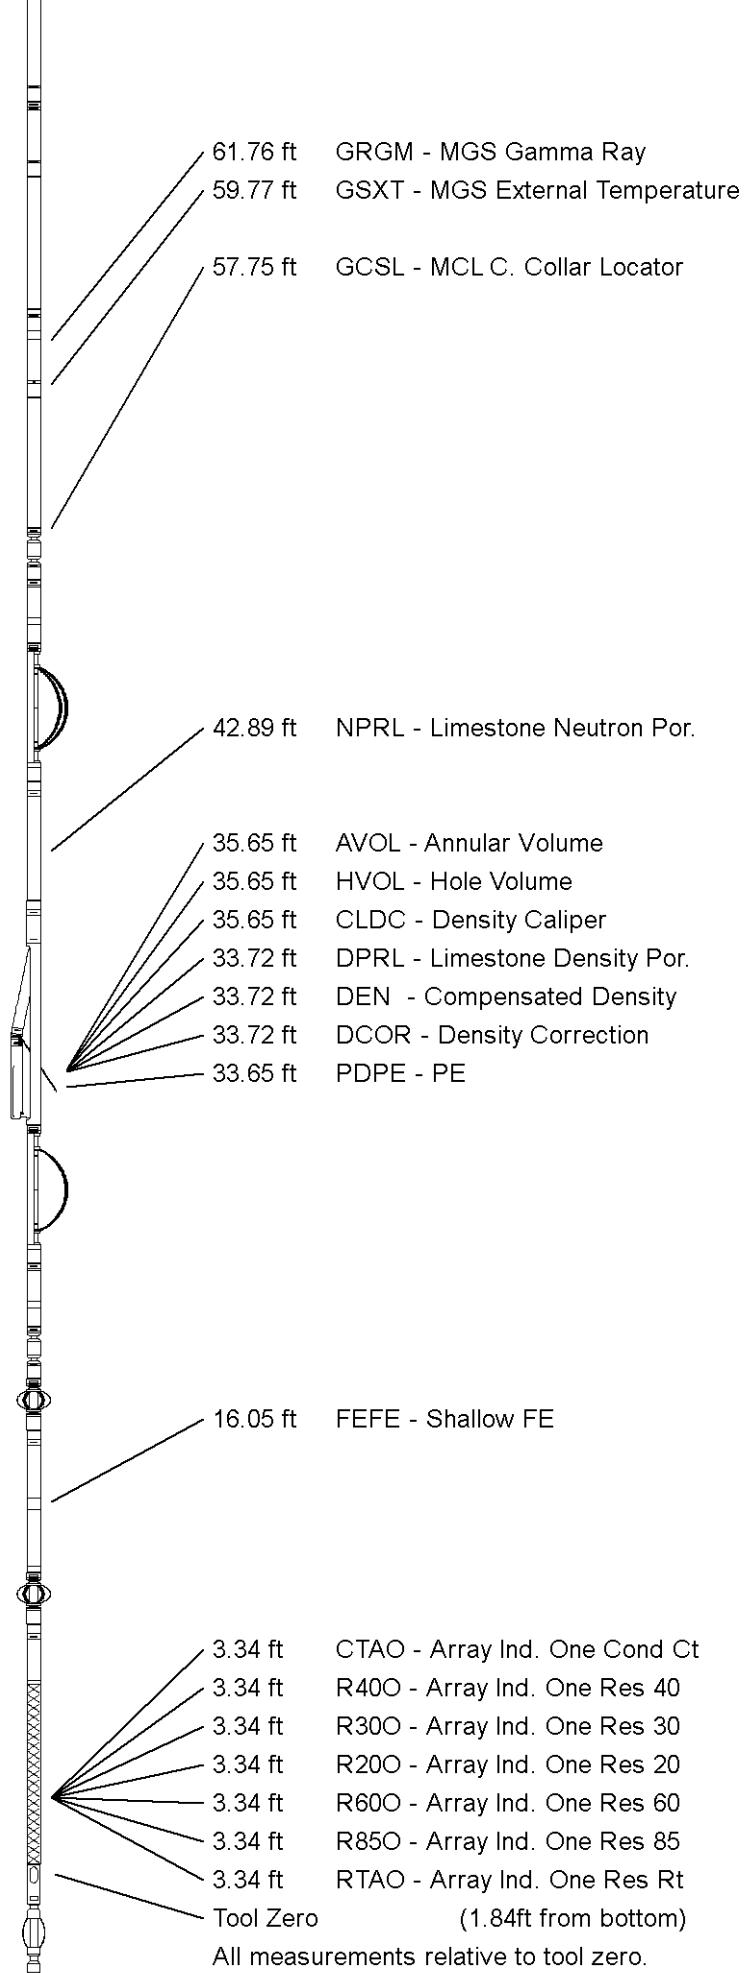 61.76 ft GRGM - MGS Gamma Ray
59.77 ft GSXT - MGS External Temperature
57.75 ft GCSL - MCL C. Collar Locator
42.89 ft NPRL - Limestone Neutron Por.
35.65 ft AVOL - Annular Volume
35.65 ft HVOL - Hole Volume
35.65 ft CLDC - Density Caliper
33.72 ft DPRL - Limestone Density Por.
33.72 ft DEN - Compensated Density
33.72 ft DCOR - Density Correction
33.65 ft PDPE - PE
16.05 ft FEFE - Shallow FE
3.34 ft CTAO - Array Ind. One Cond Ct
3.34 ft R40O - Array Ind. One Res 40
3.34 ft R30O - Array Ind. One Res 30
3.34 ft R20O - Array Ind. One Res 20
3.34 ft R60O - Array Ind. One Res 60
3.34 ft R85O - Array Ind. One Res 85
3.34 ft RTAO - Array Ind. One Res Rt
Tool Zero (1.84ft from bottom)
All measurements relative to tool zero.